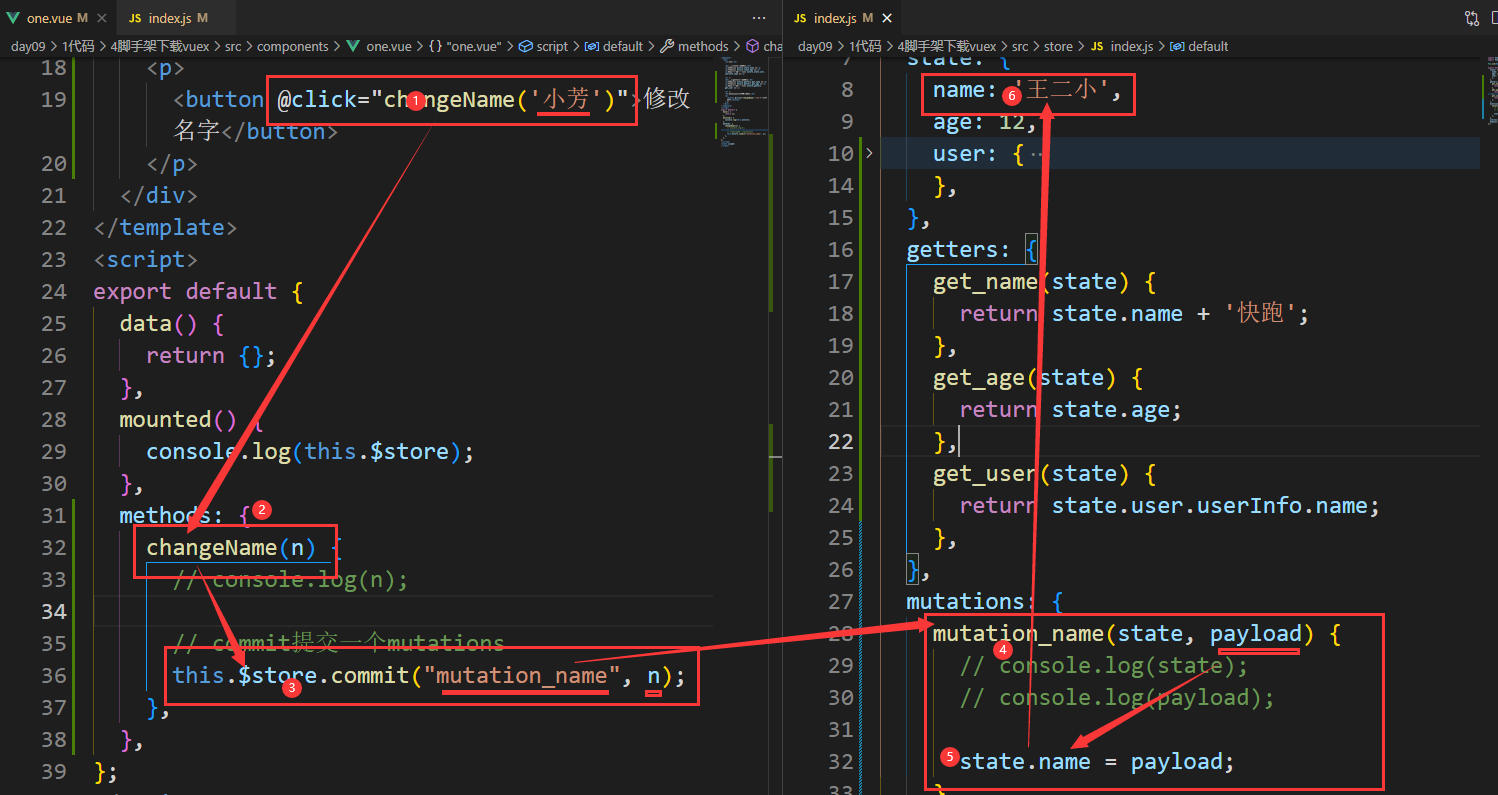 one.vue M
JS index.js M
day09 > 1代码 > 4脚手架下载vuex > src > components > one.vue > {} "one.vue" > script > default > methods > cha
18 <p>
19 <button @click="changeName('小芳')">修改
名字</button>
20 </p>
21 </div>
22 </template>
23 <script>
24 export default {
25 data() {
26 return {};
27 },
28 mounted() {
29 console.log(this.$store);
30 },
31 methods: {
32 changeName(n) {
33 // console.log(n);
34
35 // commit提交一个mutations
36 this.$store.commit("mutation_name", n);
37 },
38 },
39 };
1
2
3
JS index.js M
day09 > 1代码 > 4脚手架下载vuex > src > store > JS index.js > default
7 state: {
8 name: '王二小',
9 age: 12,
10 user: { ··
14 },
15 },
16 getters: {
17 get_name(state) {
18 return state.name + '快跑';
19 },
20 get_age(state) {
21 return state.age;
22 },
23 get_user(state) {
24 return state.user.userInfo.name;
25 },
26 },
27 mutations: {
28 mutation_name(state, payload) {
29 // console.log(state);
30 // console.log(payload);
31
32 state.name = payload;
33 }
6
4
5